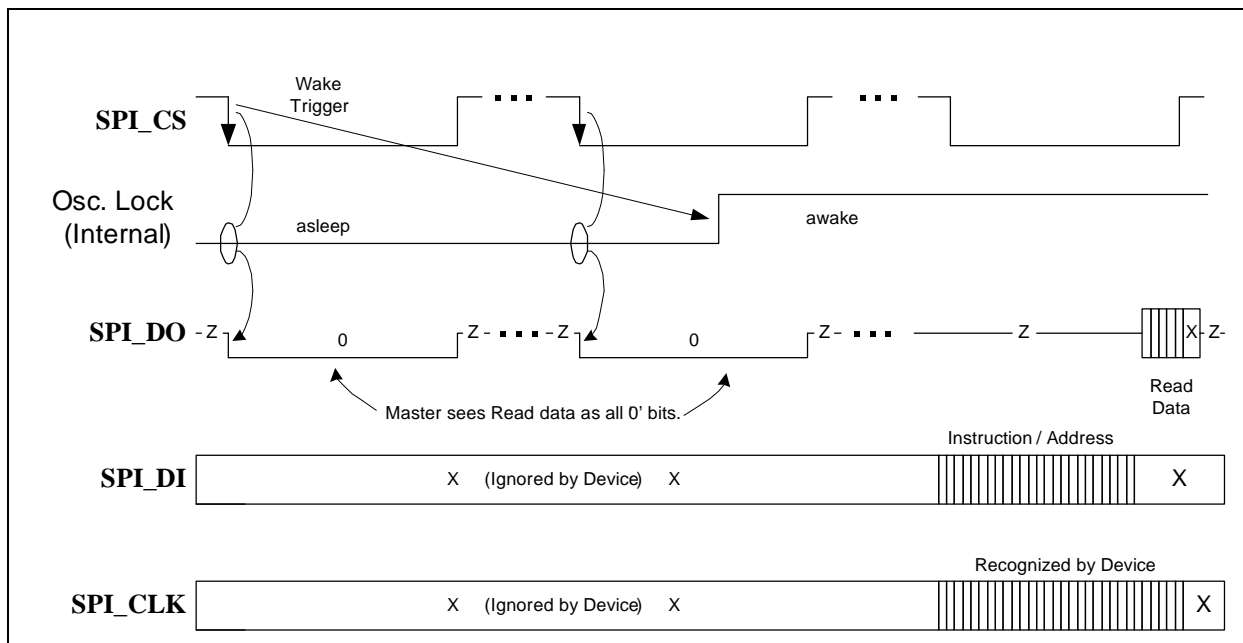 Wake
Trigger
SPI_CS
Osc. Lock
(Internal)
asleep
awake
SPI_DO
Z 0 Z Z 0 Z Z X Z
Master sees Read data as all 0' bits.
Read
Data
Instruction / Address
SPI_DI
X (Ignored by Device) X X
Recognized by Device
SPI_CLK
X (Ignored by Device) X X